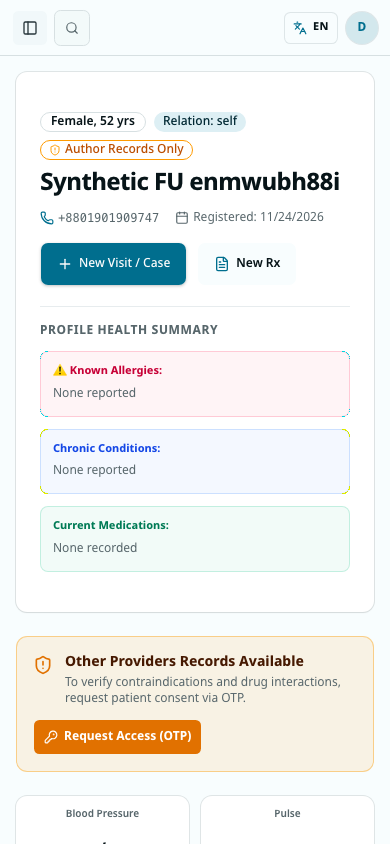 EN
D
Female, 52 yrs
Relation: self
Author Records Only
Synthetic FU enmwubh88i
+8801901909747
Registered: 11/24/2026
New Visit / Case
New Rx
PROFILE HEALTH SUMMARY
⚠️ Known Allergies:
None reported
Chronic Conditions:
None reported
Current Medications:
None recorded
Other Providers Records Available
To verify contraindications and drug interactions,
request patient consent via OTP.
Request Access (OTP)
Blood Pressure
Pulse